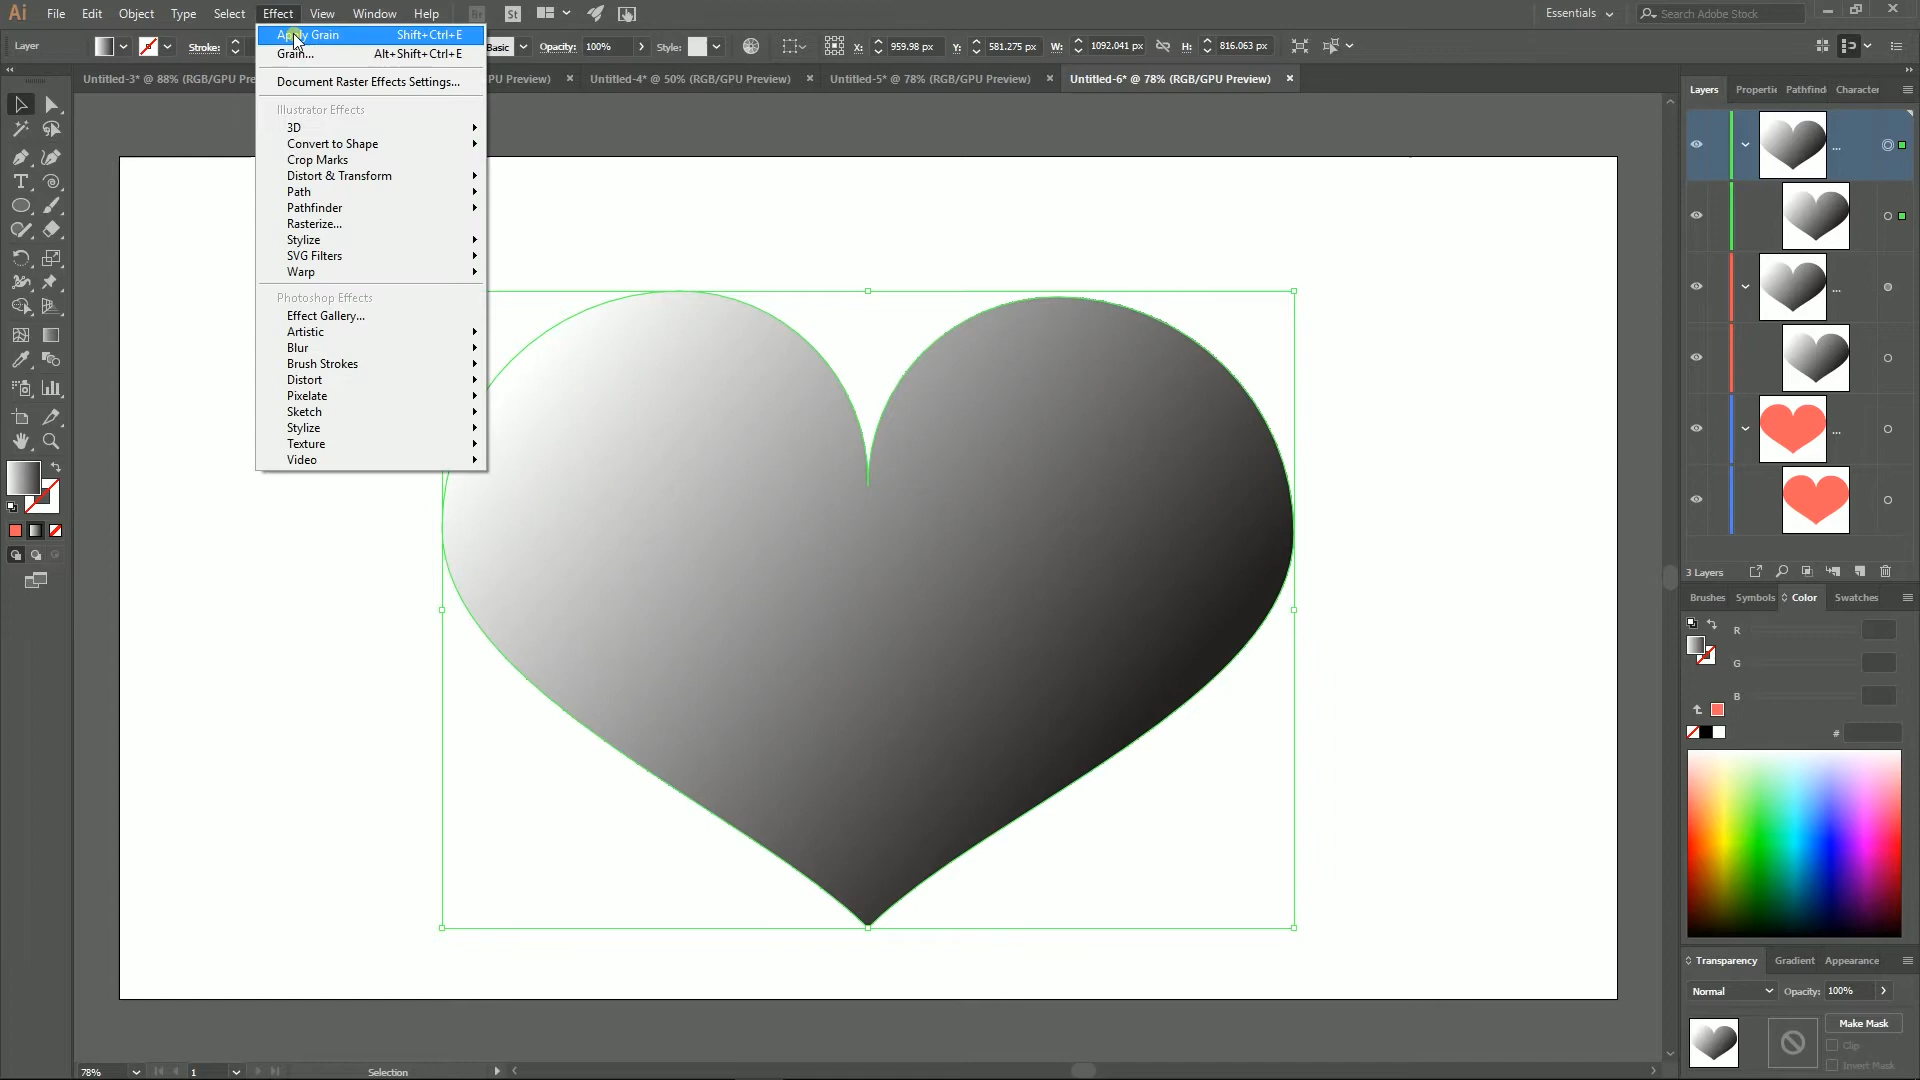 Ai File Edit Object Type Select Effect View Window Help Br St Essentials Search Adobe Stock
Layer Stroke: Basic Opacity: 100% Style: X: 959.98 px Y: 581.275 px W: 1092.041 px H: 816.063 px
Untitled-3* @ 88% (RGB/GPU Pre PU Preview) × Untitled-4* @ 50% (RGB/GPU Preview) × Untitled-5* @ 78% (RGB/GPU Preview) × Untitled-6* @ 78% (RGB/GPU Preview) ×
Apply Grain Shift+Ctrl+E
Grain... Alt+Shift+Ctrl+E
Document Raster Effects Settings...
Illustrator Effects
3D
Convert to Shape
Crop Marks
Distort & Transform
Path
Pathfinder
Rasterize...
Stylize
SVG Filters
Warp
Photoshop Effects
Effect Gallery...
Artistic
Blur
Brush Strokes
Distort
Pixelate
Sketch
Stylize
Texture
Video
Layers Properti Pathfind Character
...
...
...
3 Layers
Brushes Symbols Color Swatches
R
G
B
#
Transparency Gradient Appearance
Normal Opacity: 100%
Make Mask
Clip
Invert Mask
78% 1 Selection